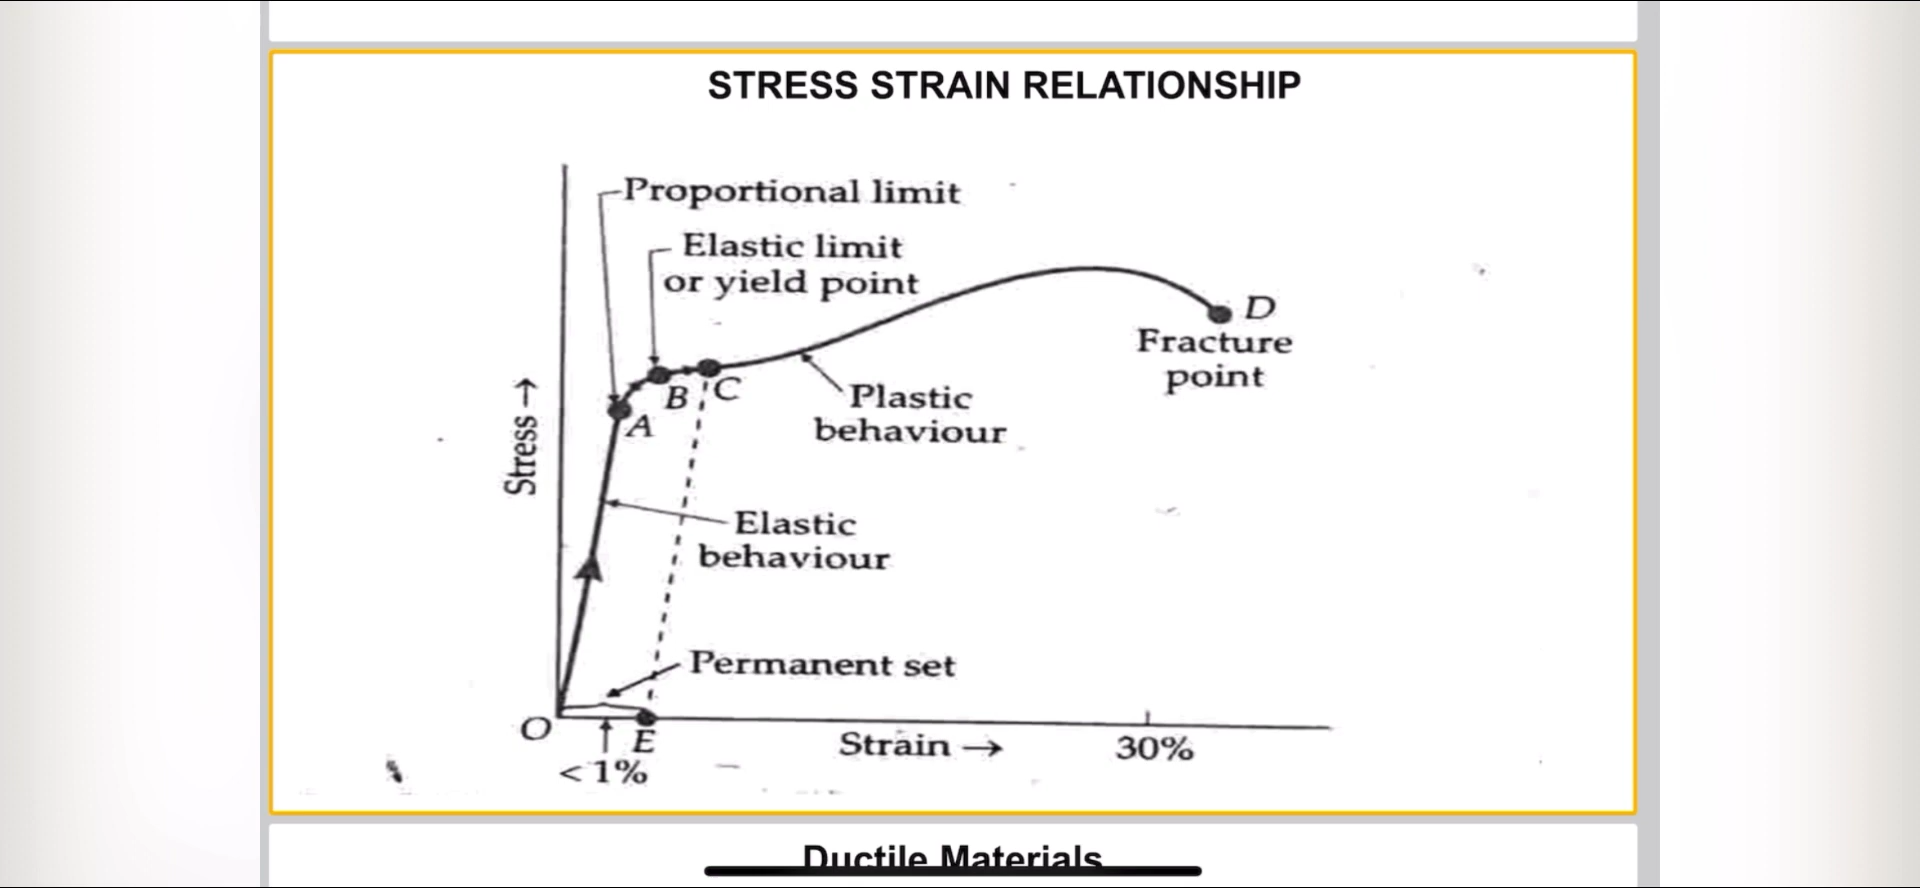 STRESS STRAIN RELATIONSHIP
Proportional limit
Elastic limit
or yield point
D
Fracture
point
B
C
A
Plastic
behaviour
Stress →
Elastic
behaviour
Permanent set
O
E
Strain →
30%
< 1%
Ductile Materials